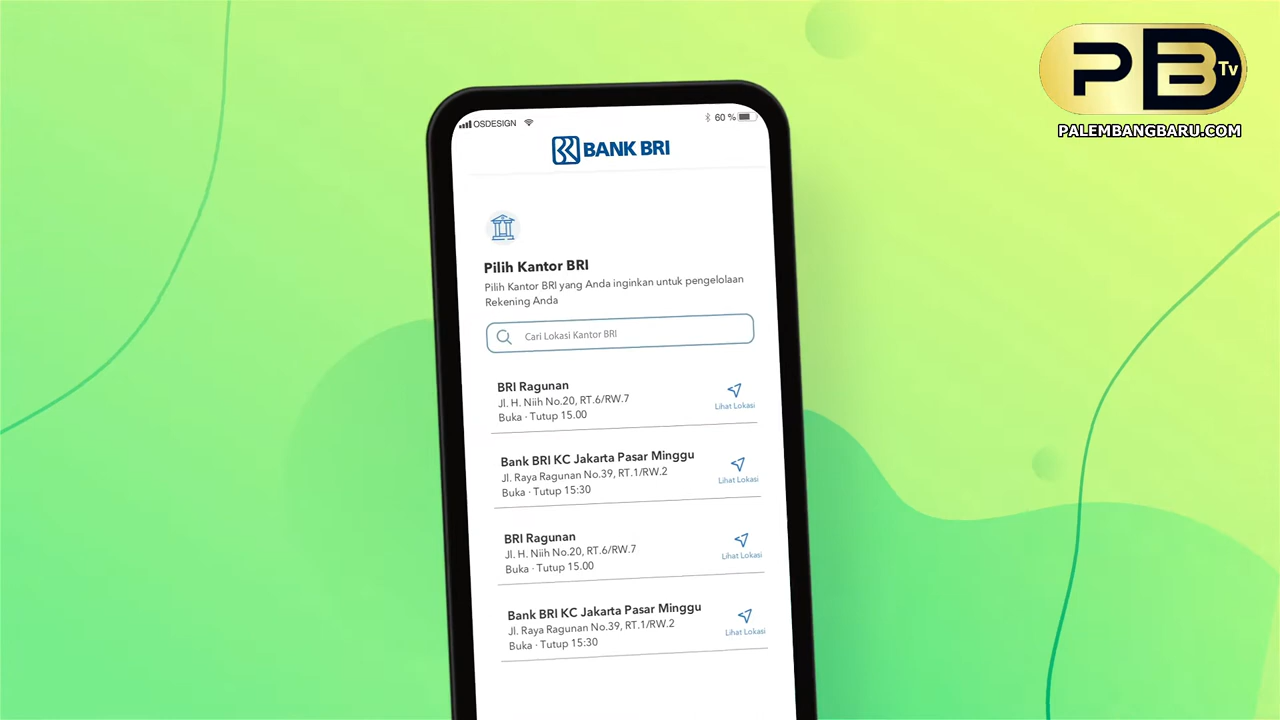 PB Tv
PALEMBANGBARU.COM
OSDESIGN 60 %
BANK BRI
Pilih Kantor BRI
Pilih Kantor BRI yang Anda inginkan untuk pengelolaan
Rekening Anda
Cari Lokasi Kantor BRI
BRI Ragunan
Jl. H. Niih No.20, RT.6/RW.7
Buka · Tutup 15.00
Lihat Lokasi
Bank BRI KC Jakarta Pasar Minggu
Jl. Raya Ragunan No.39, RT.1/RW.2
Buka · Tutup 15:30
Lihat Lokasi
BRI Ragunan
Jl. H. Niih No.20, RT.6/RW.7
Buka · Tutup 15.00
Lihat Lokasi
Bank BRI KC Jakarta Pasar Minggu
Jl. Raya Ragunan No.39, RT.1/RW.2
Buka · Tutup 15:30
Lihat Lokasi